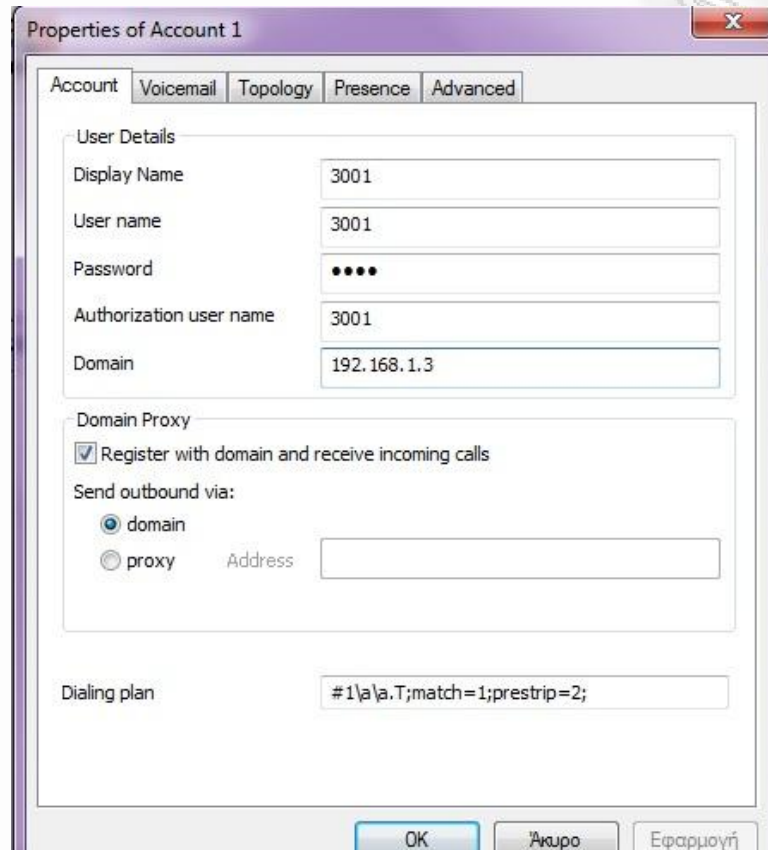 Properties of Account 1
Account Voicemail Topology Presence Advanced
User Details
Display Name 3001
User name 3001
Password ••••
Authorization user name 3001
Domain 192.168.1.3
Domain Proxy
Register with domain and receive incoming calls
Send outbound via:
domain
proxy Address
Dialing plan #1\a\a.T;match=1;prestrip=2;
OK Άκυρο Εφαρμογή